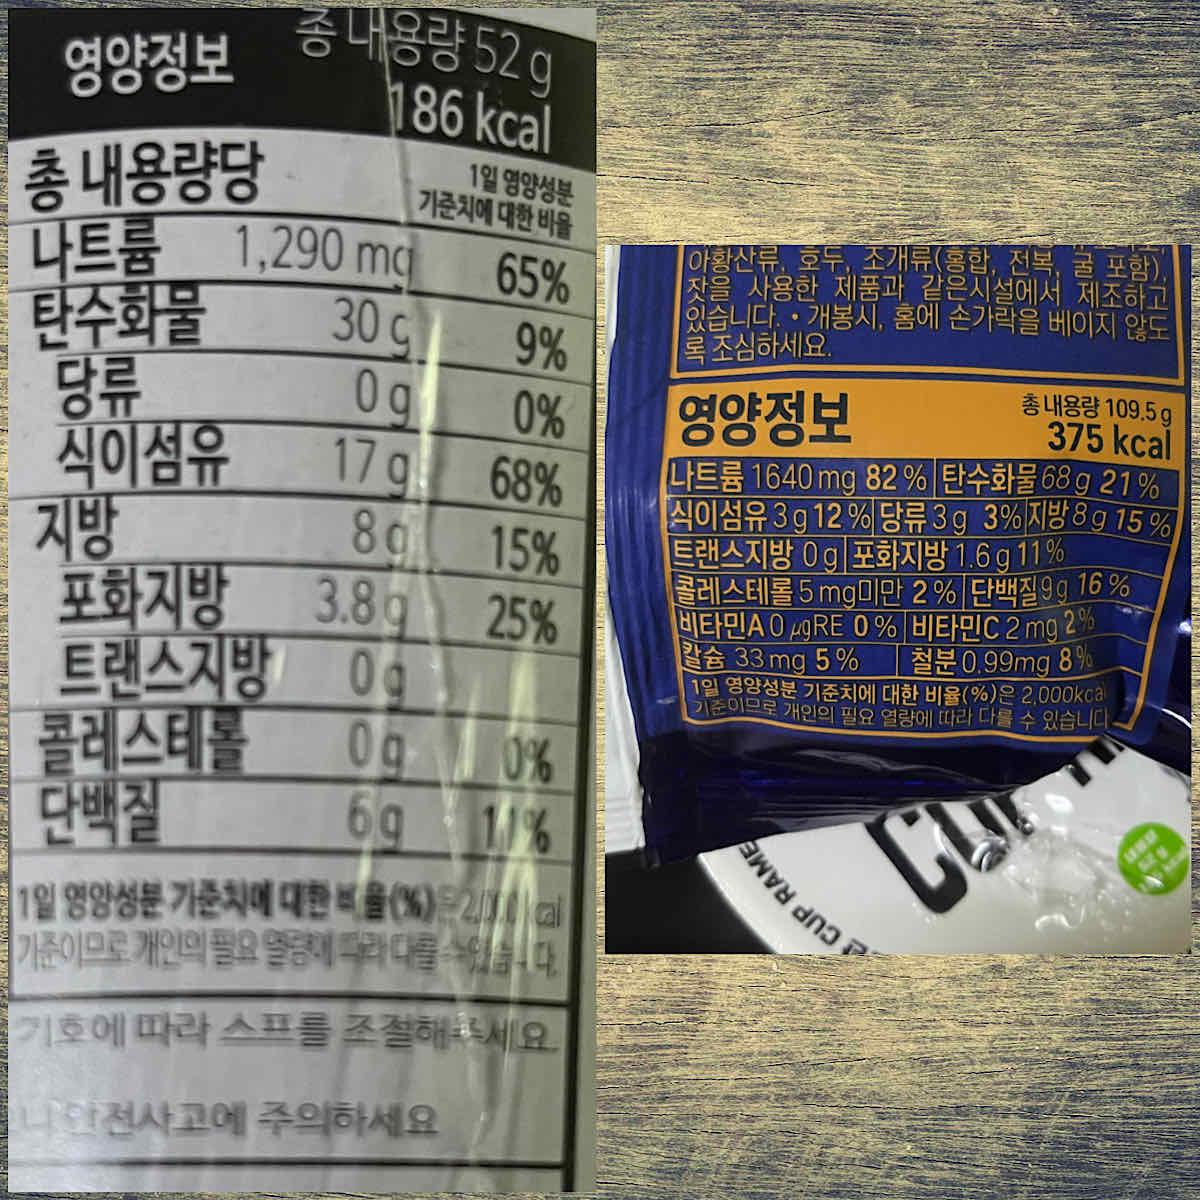 영양정보
총 내용량 52 g
186 kcal
총 내용량당
1일 영양성분
기준치에 대한 비율
나트륨 1,290 mg 65%
탄수화물 30 g 9%
당류 0 g 0%
식이섬유 17 g 68%
지방 8 g 15%
포화지방 3.8 g 25%
트랜스지방 0 g
콜레스테롤 0 g 0%
단백질 6 g 11%
1일 영양성분 기준치에 대한 비율(%)은 2,000 kcal
기준이므로 개인의 필요 열량에 따라 다를 수 있습니다.
기호에 따라 스프를 조절해주세요.
안전사고에 주의하세요
아황산류, 호두, 조개류(홍합, 전복, 굴 포함),
잣을 사용한 제품과 같은시설에서 제조하고
있습니다. • 개봉시, 홈에 손가락을 베이지 않도
록 조심하세요.
영양정보
총 내용량 109.5 g
375 kcal
나트륨 1640 mg 82 % 탄수화물 68 g 21 %
식이섬유 3 g 12 % 당류 3 g 3% 지방 8 g 15 %
트랜스지방 0 g 포화지방 1.6 g 11 %
콜레스테롤 5 mg미만 2 % 단백질 9 g 16 %
비타민A 0 μgRE 0 % 비타민C 2 mg 2%
칼슘 33 mg 5 % 철분 0.99mg 8 %
1일 영양성분 기준치에 대한 비율(%)은 2,000kcal
기준이므로 개인의 필요 열량에 따라 다를 수 있습니다
CUP RAME